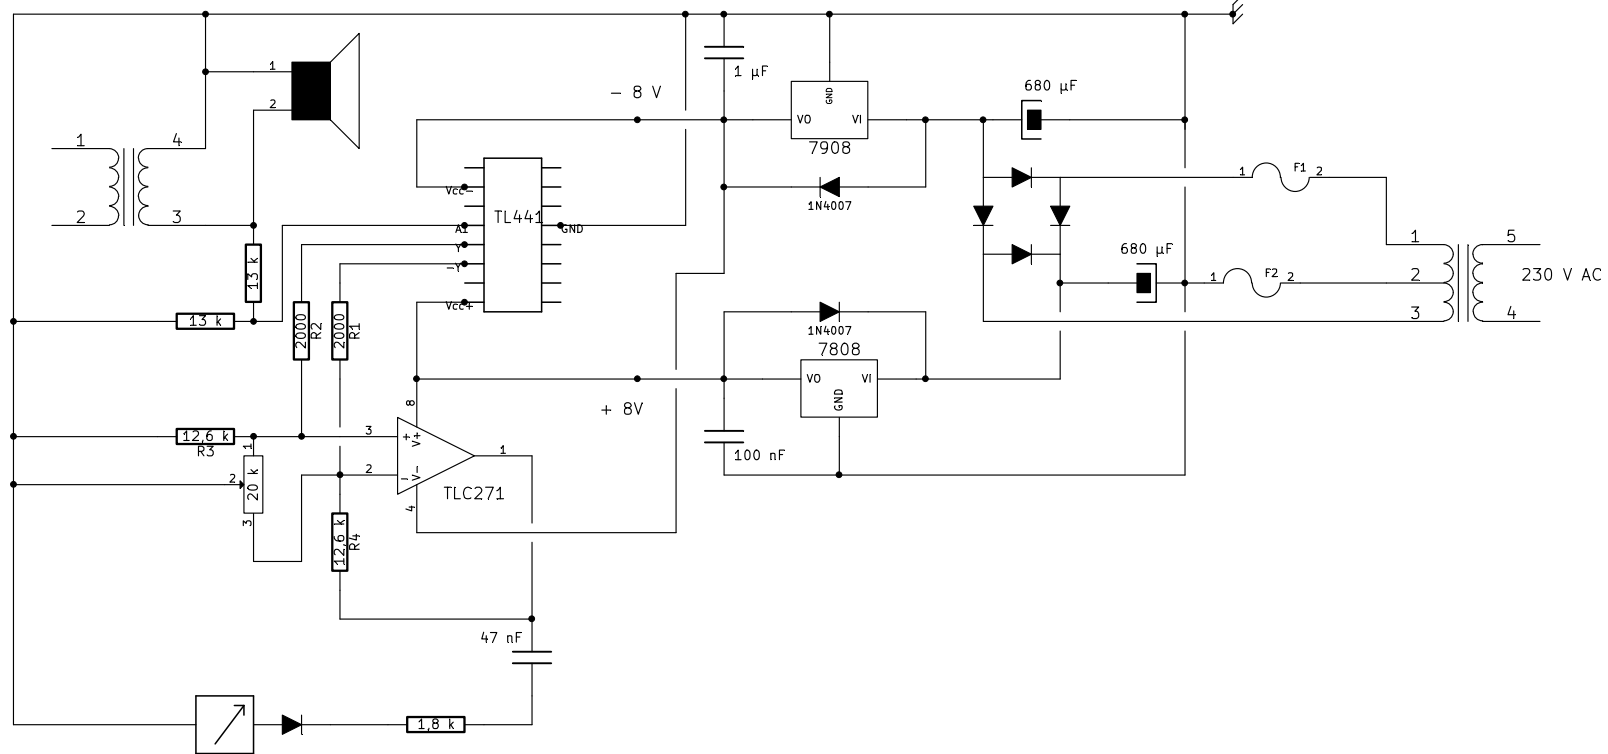 1
2
1 μF
680 μF
− 8 V
GND
VO
VI
7908
1
4
2
3
Vcc-
TL441
A1
GND
Y
-Y
Vcc+
1N4007
1
F1
2
680 μF
1
F2
2
1
5
2
230 V AC
3
4
13 k
13 k
2000
R2
2000
R1
1N4007
7808
VO
VI
GND
+ 8V
100 nF
8
3
+
V+
1
2
−
V−
4
TLC271
12,6 k
R3
1
2
20 k
3
12,6 k
R4
47 nF
1,8 k